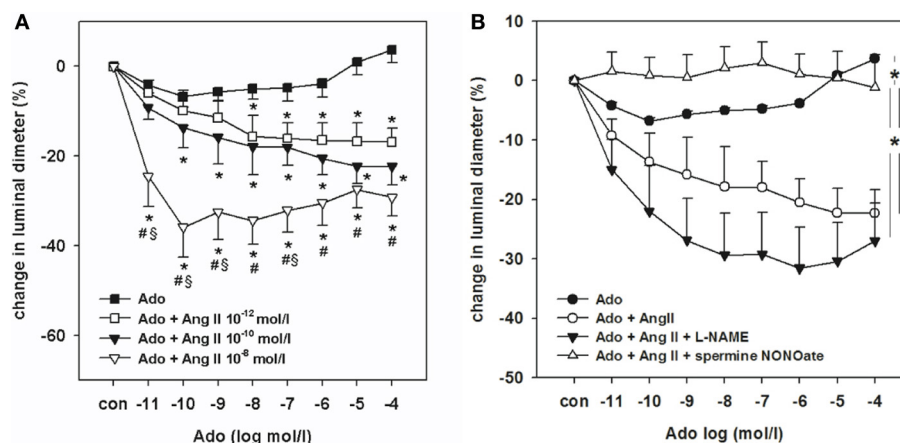 A
change in luminal dimeter (%)
0
-20
-40
-60
* * * * *
* * * * * * *
* * * * * * * *
#§ #§ #§ # #§ # # #
Ado
Ado + Ang II 10⁻¹² mol/l
Ado + Ang II 10⁻¹⁰ mol/l
Ado + Ang II 10⁻⁸ mol/l
con -11 -10 -9 -8 -7 -6 -5 -4
Ado (log mol/l)
B
change in luminal diameter (%)
10
0
-10
-20
-30
-40
-50
*
*
Ado
Ado + AngII
Ado + Ang II + L-NAME
Ado + Ang II + spermine NONOate
con -11 -10 -9 -8 -7 -6 -5 -4
Ado log (mol/l)